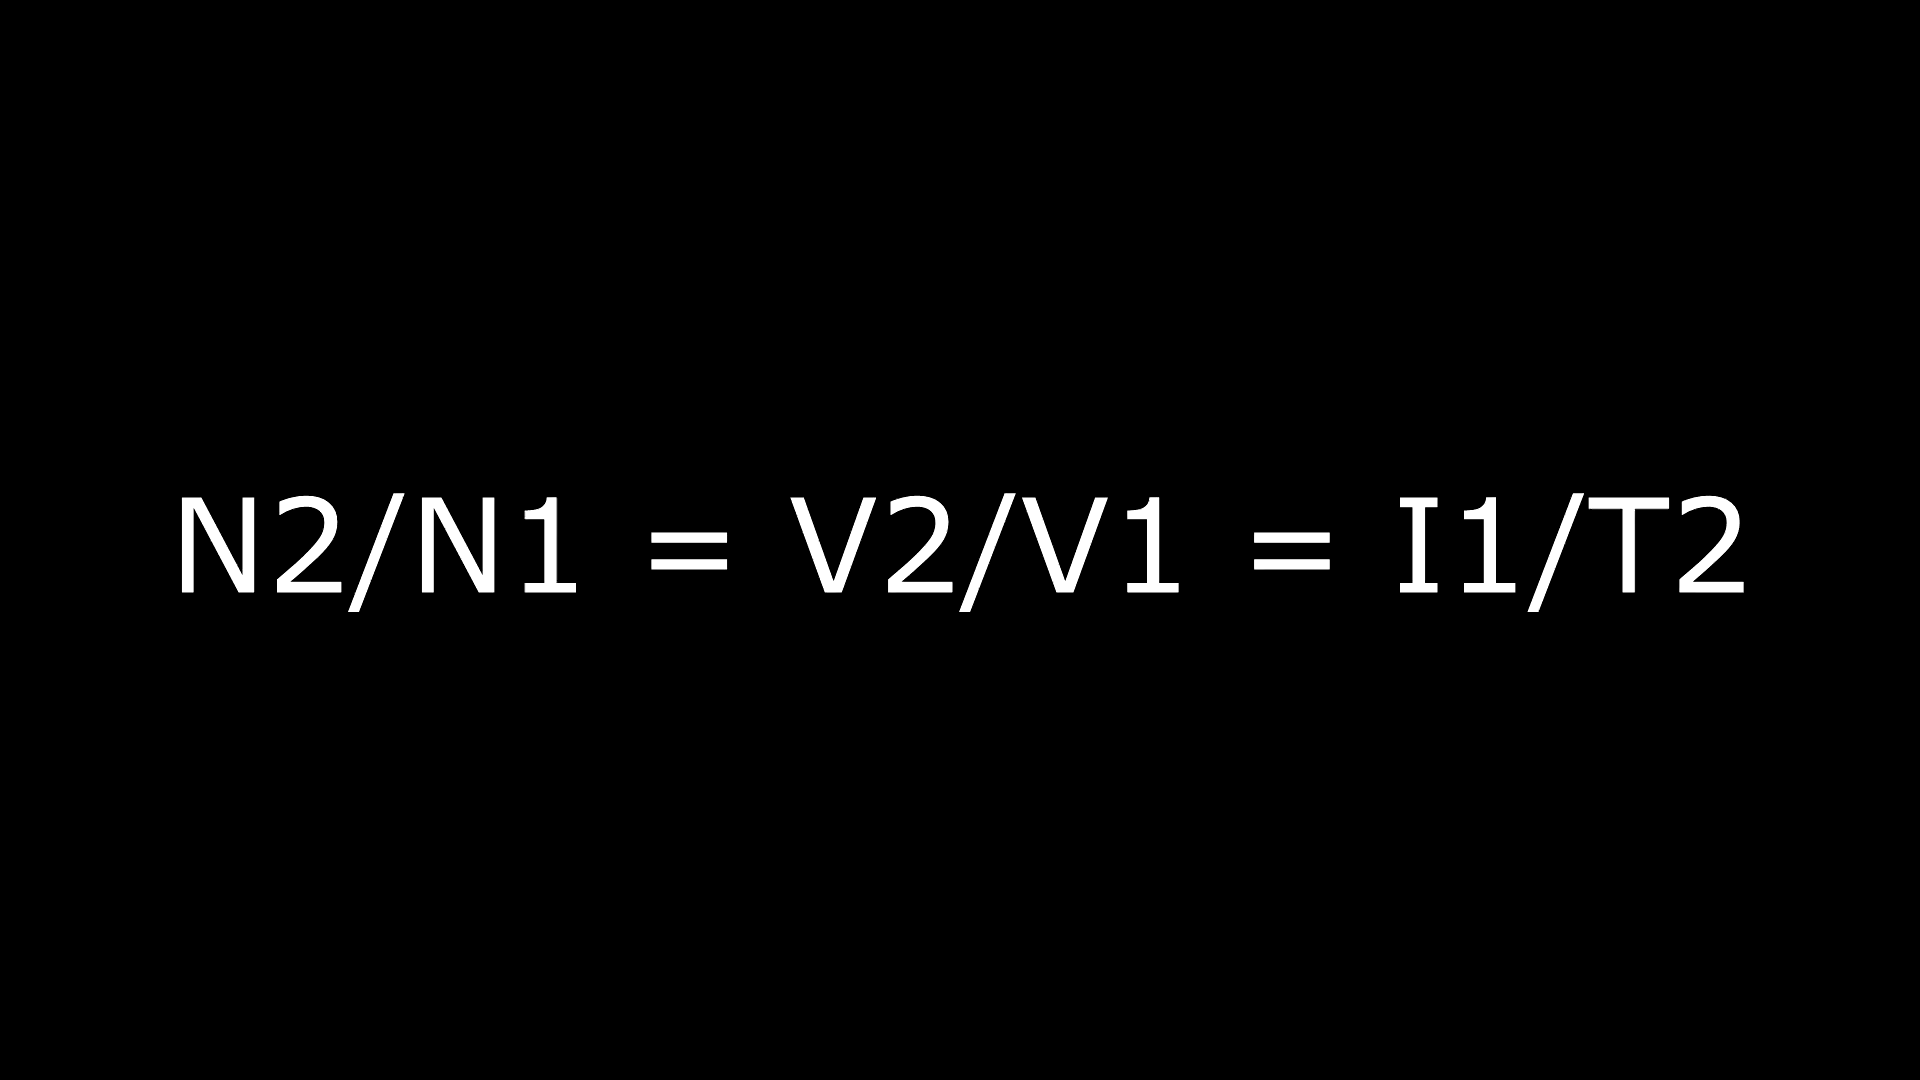 N2/N1 = V2/V1 = I1/T2